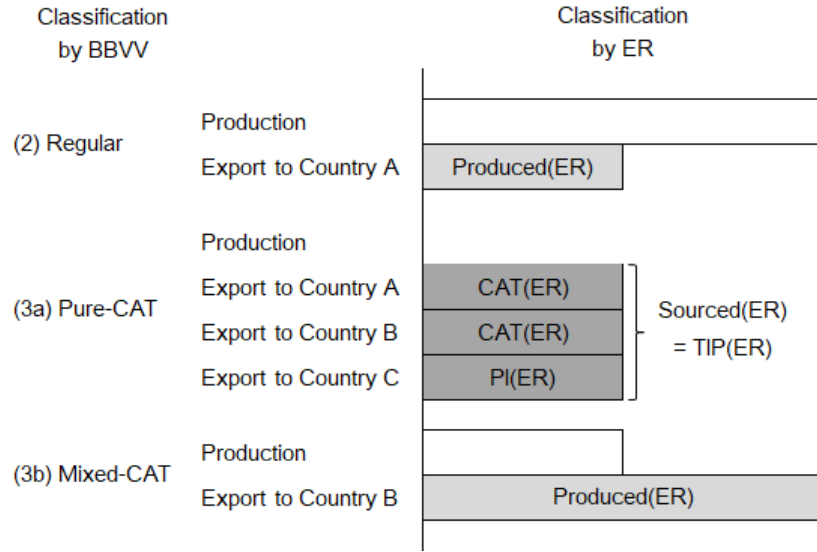 Classification
by BBVV
Classification
by ER
(2) Regular
Production
Export to Country A
Produced(ER)
(3a) Pure-CAT
Production
Export to Country A
CAT(ER)
Export to Country B
CAT(ER)
Export to Country C
PI(ER)
Sourced(ER)
= TIP(ER)
(3b) Mixed-CAT
Production
Export to Country B
Produced(ER)